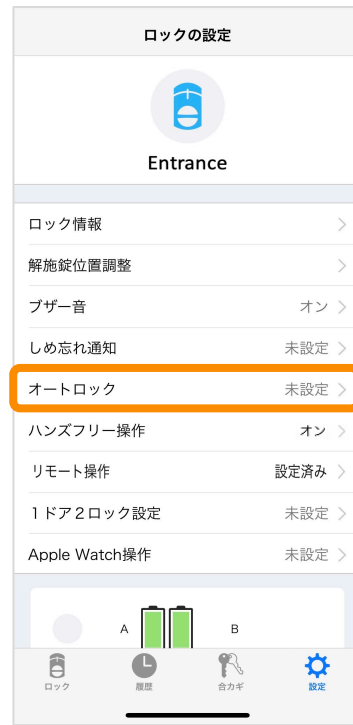 ロックの設定
Entrance
ロック情報
解施錠位置調整
ブザー音 オン
しめ忘れ通知 未設定
オートロック 未設定
ハンズフリー操作 オン
リモート操作 設定済み
1ドア2ロック設定 未設定
Apple Watch操作 未設定
A B
ロック 履歴 合カギ 設定